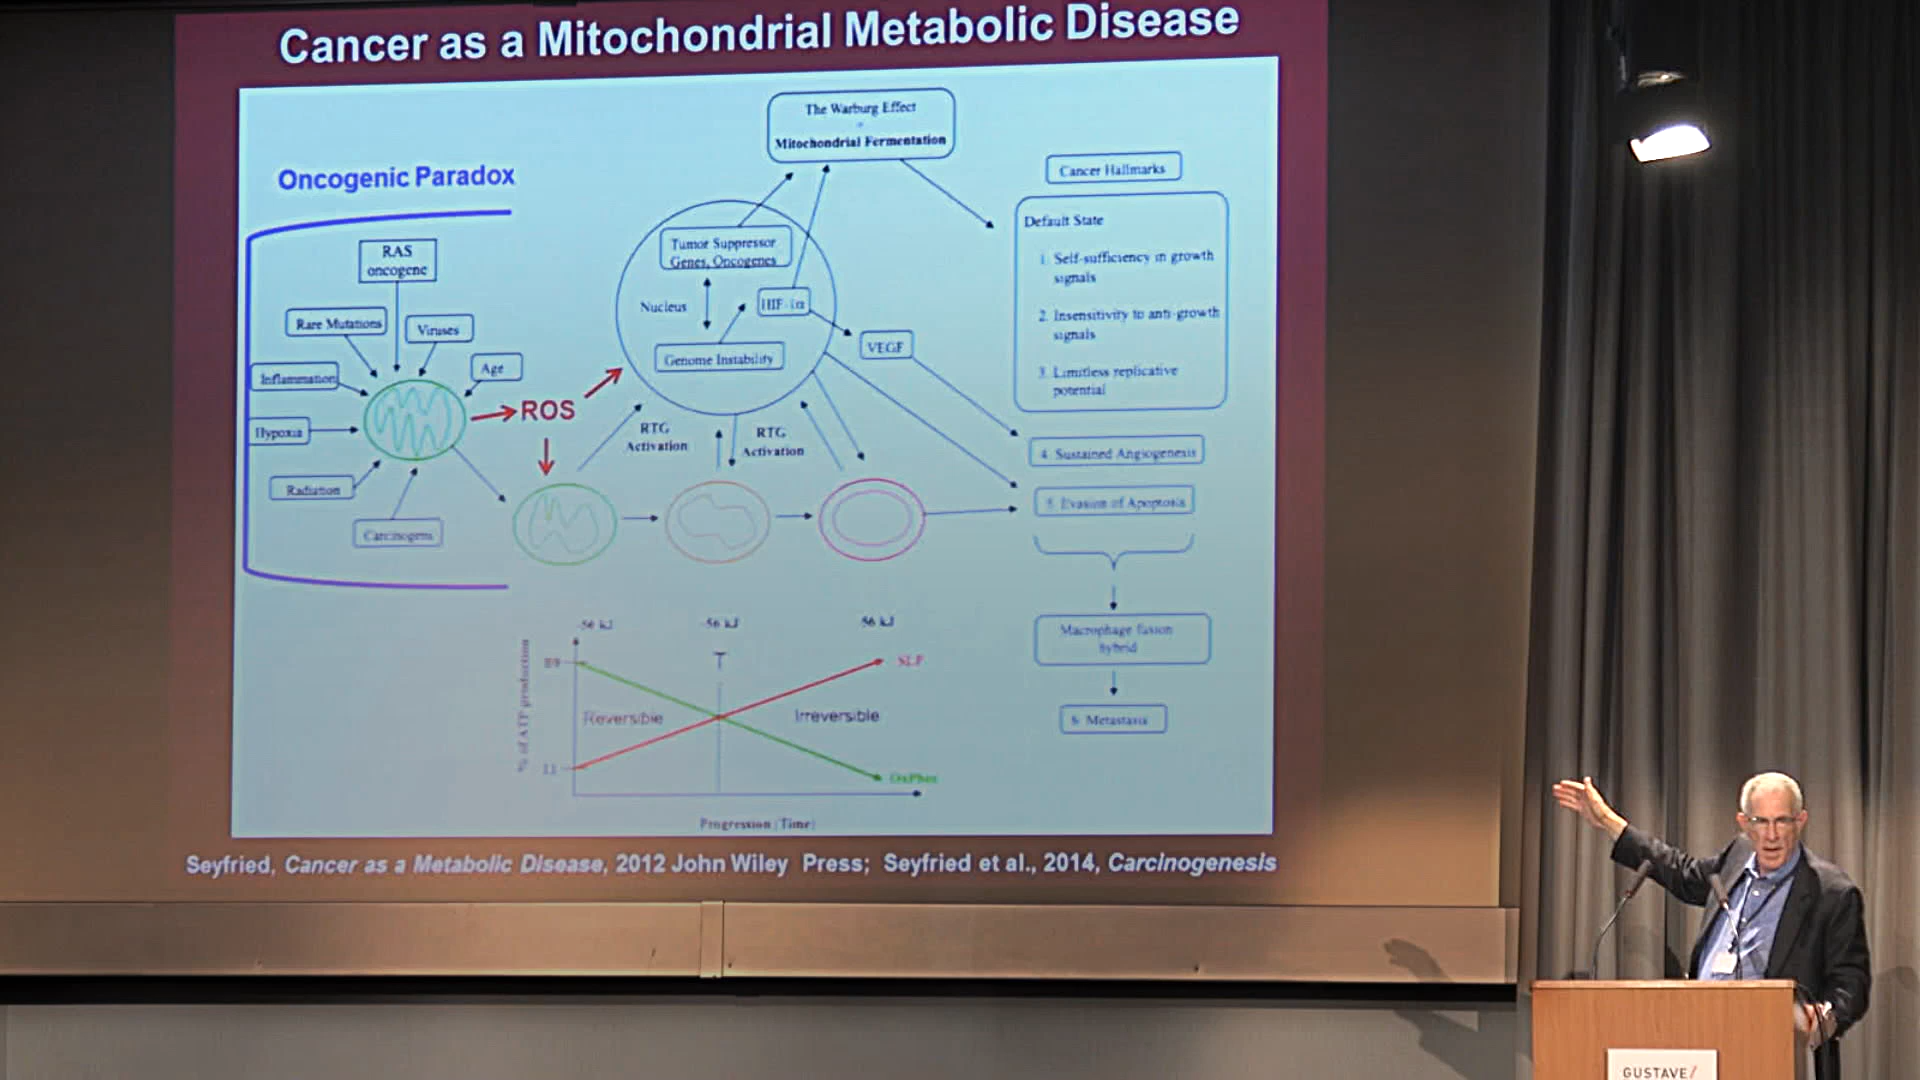 Cancer as a Mitochondrial Metabolic Disease
The Warburg Effect
Mitochondrial Fermentation
Oncogenic Paradox
Cancer Hallmarks
RAS
oncogene
Tumor Suppressor
Genes, Oncogenes
Default State
1. Self-sufficiency in growth
signals
2. Insensitivity to anti-growth
signals
3. Limitless replicative
potential
Nucleus
HIF-1α
Rare Mutations
Viruses
VEGF
Genome Instability
Age
Inflammation
ROS
Hypoxia
RTG
Activation
RTG
Activation
4. Sustained Angiogenesis
Radiation
5. Evasion of Apoptosis
Carcinogens
-56 kJ
-56 kJ
56 kJ
Macrophage fusion
hybrid
% of ATP production
89
T
SLP
Reversible
Irreversible
6. Metastasis
11
OxPhos
Progression (Time)
Seyfried, Cancer as a Metabolic Disease, 2012 John Wiley Press; Seyfried et al., 2014, Carcinogenesis
GUSTAVE/